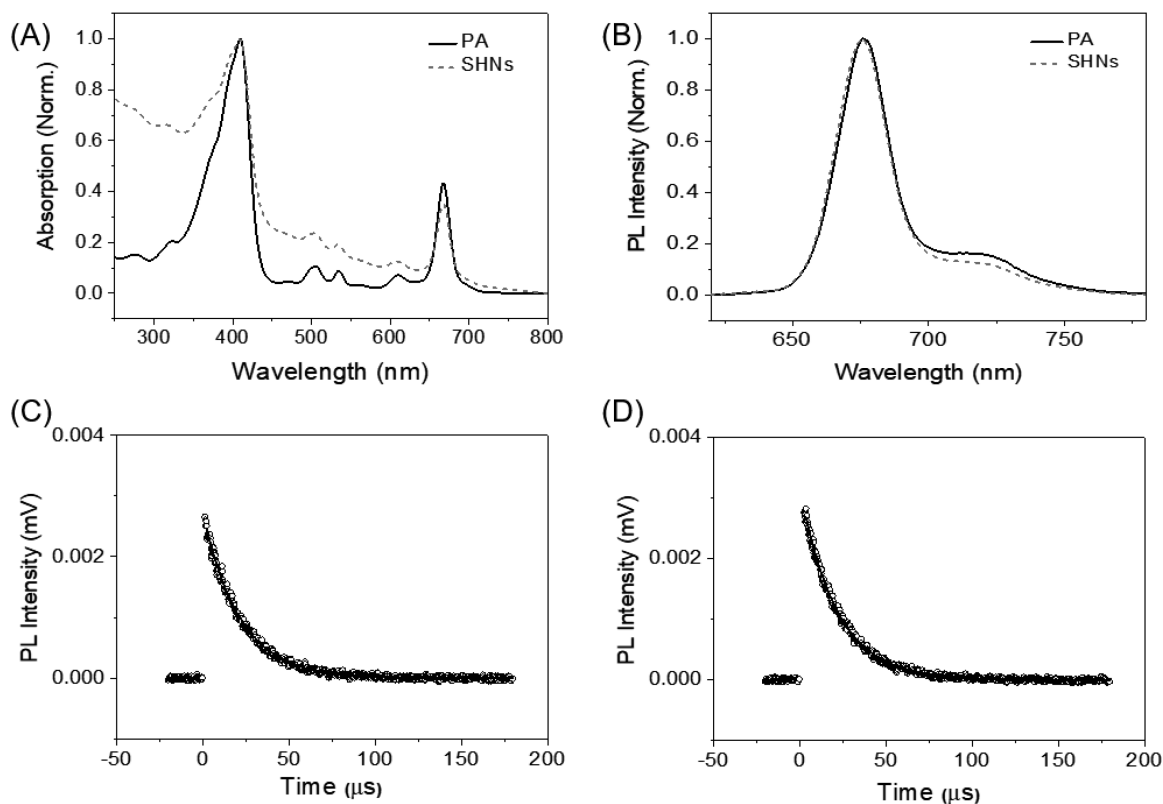 (A)
Absorption (Norm.)
1.0
0.8
0.6
0.4
0.2
0.0
PA
SHNs
300 400 500 600 700 800
Wavelength (nm)
(B)
PL Intensity (Norm.)
1.0
0.8
0.6
0.4
0.2
0.0
PA
SHNs
650 700 750
Wavelength (nm)
(C)
PL Intensity (mV)
0.004
0.002
0.000
-50 0 50 100 150 200
Time (μs)
(D)
PL Intensity (mV)
0.004
0.002
0.000
-50 0 50 100 150 200
Time (μs)